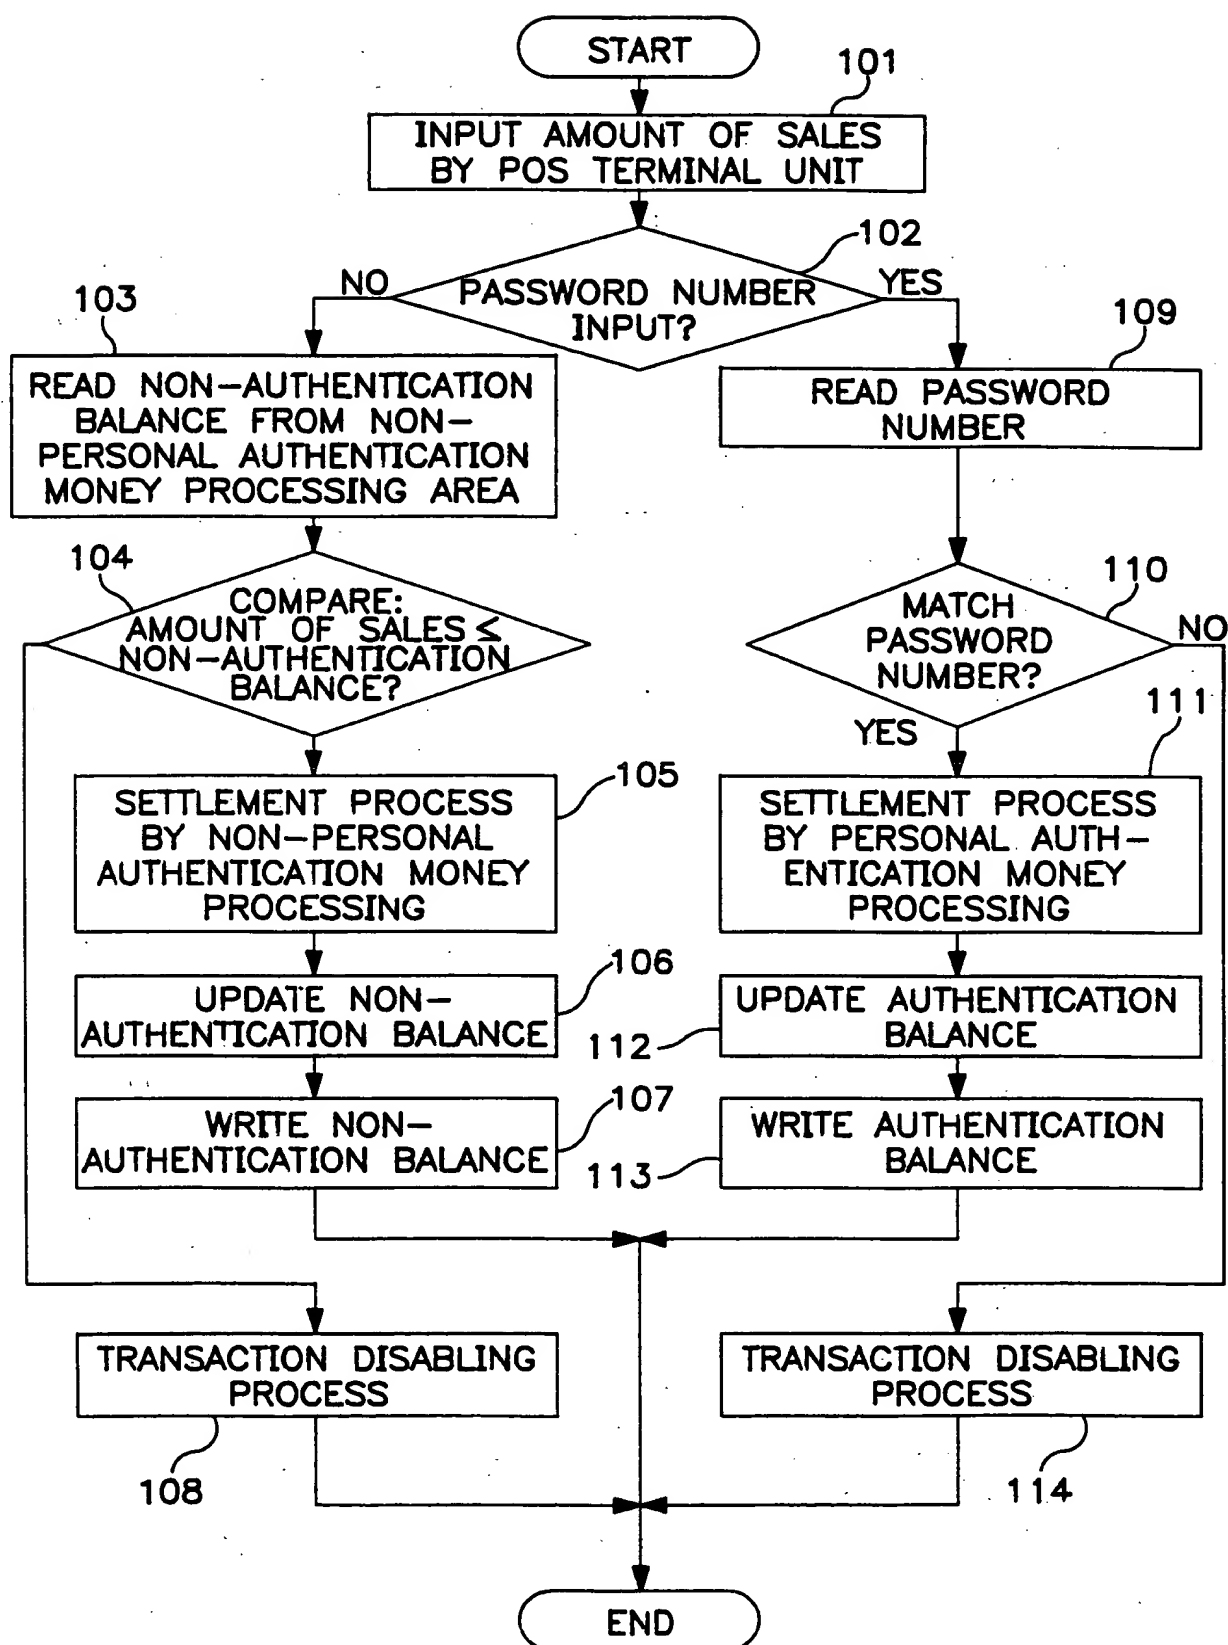 START
101
INPUT AMOUNT OF SALES
BY POS TERMINAL UNIT
102
NO
PASSWORD NUMBER
INPUT?
YES
103
READ NON-AUTHENTICATION
BALANCE FROM NON-
PERSONAL AUTHENTICATION
MONEY PROCESSING AREA
104
COMPARE:
AMOUNT OF SALES ≤
NON-AUTHENTICATION
BALANCE?
105
SETTLEMENT PROCESS
BY NON-PERSONAL
AUTHENTICATION MONEY
PROCESSING
106
UPDATE NON-
AUTHENTICATION BALANCE
107
WRITE NON-
AUTHENTICATION BALANCE
TRANSACTION DISABLING
PROCESS
108
109
READ PASSWORD
NUMBER
110
MATCH
PASSWORD
NUMBER?
NO
YES
111
SETTLEMENT PROCESS
BY PERSONAL AUTH-
ENTICATION MONEY
PROCESSING
UPDATE AUTHENTICATION
BALANCE
112
WRITE AUTHENTICATION
BALANCE
113
TRANSACTION DISABLING
PROCESS
114
END